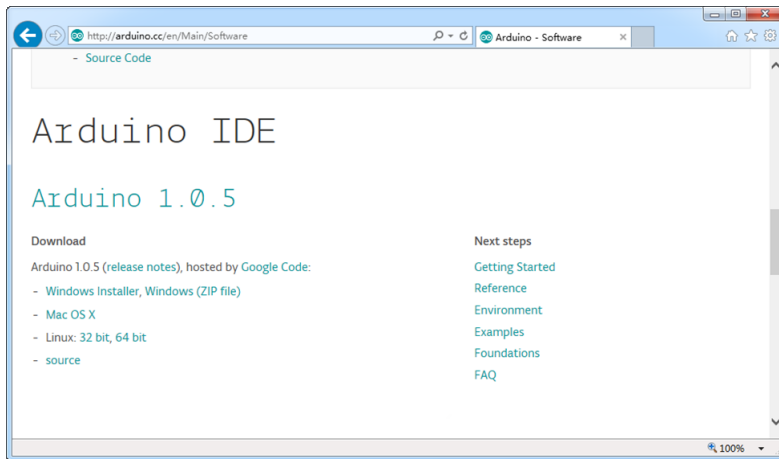 http://arduino.cc/en/Main/Software
Arduino - Software
- Source Code
Arduino IDE
Arduino 1.0.5
Download
Arduino 1.0.5 (release notes), hosted by Google Code:
- Windows Installer, Windows (ZIP file)
- Mac OS X
- Linux: 32 bit, 64 bit
- source
Next steps
Getting Started
Reference
Environment
Examples
Foundations
FAQ
100%